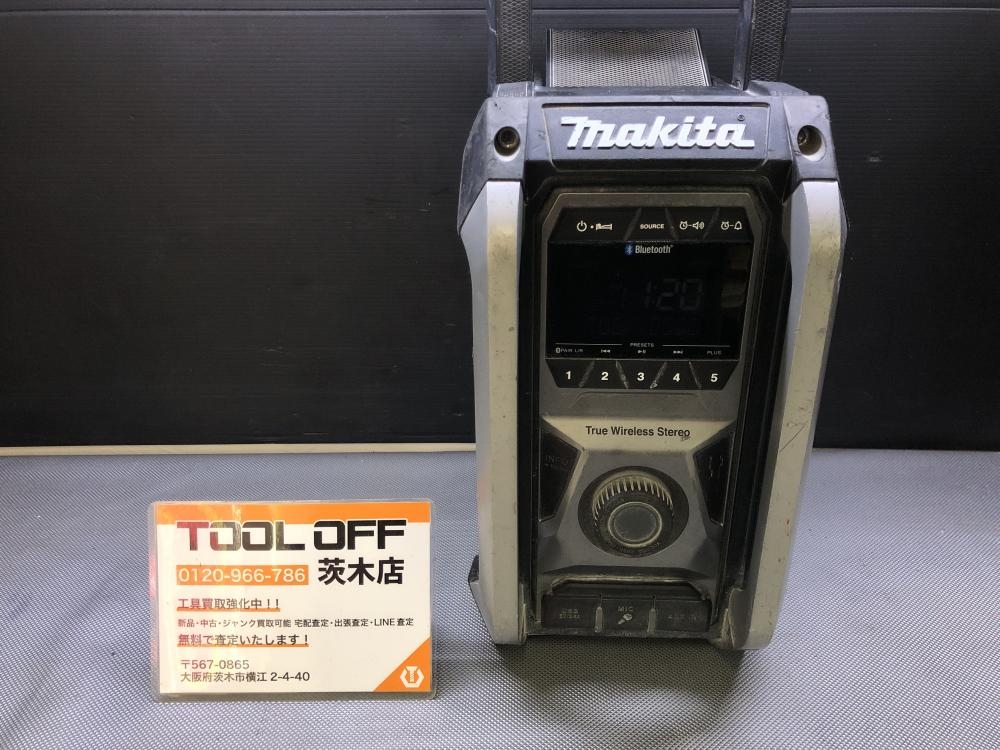 makita
SOURCE
Bluetooth
1:20
PRESETS
PAIR L/R
PLUS
1 2 3 4 5
True Wireless Stereo
INFO
USB
MIC
TOOL OFF
0120-966-786 茨木店
工具買取強化中！！
新品・中古・ジャンク買取可能 宅配査定・出張査定・LINE査定
無料で査定いたします！
〒567-0865
大阪府茨木市横江 2-4-40